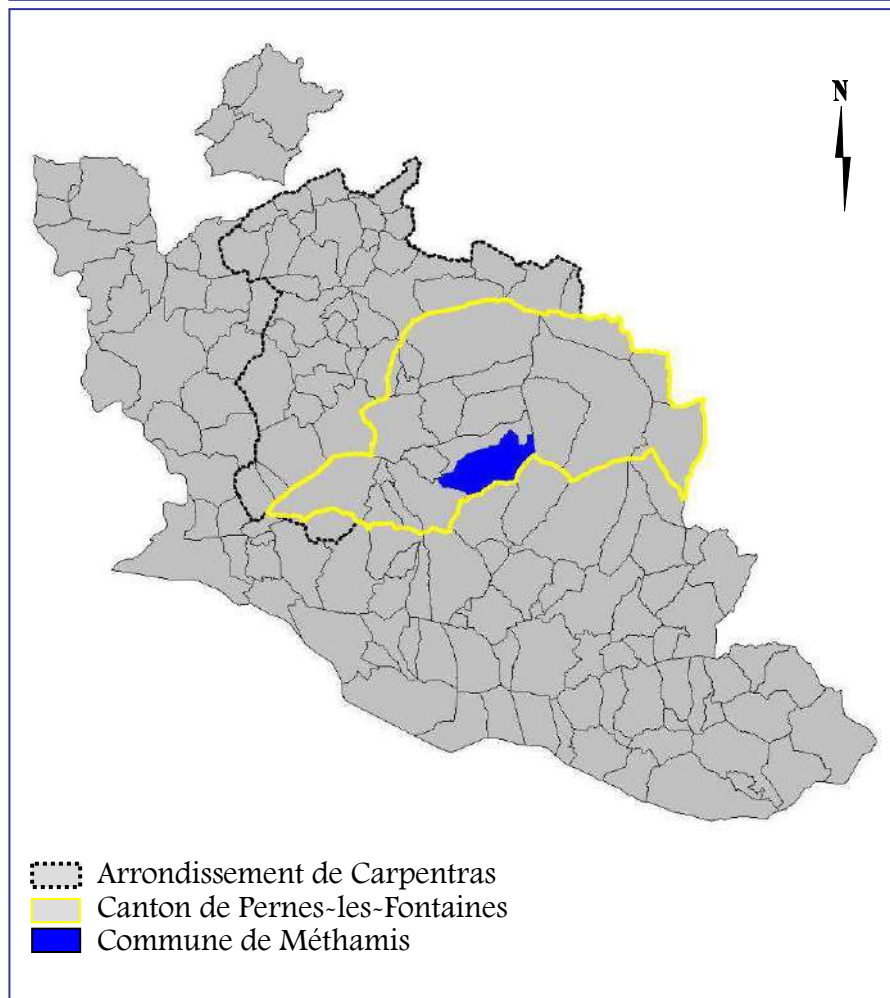 N
Arrondissement de Carpentras
Canton de Pernes-les-Fontaines
Commune de Méthamis